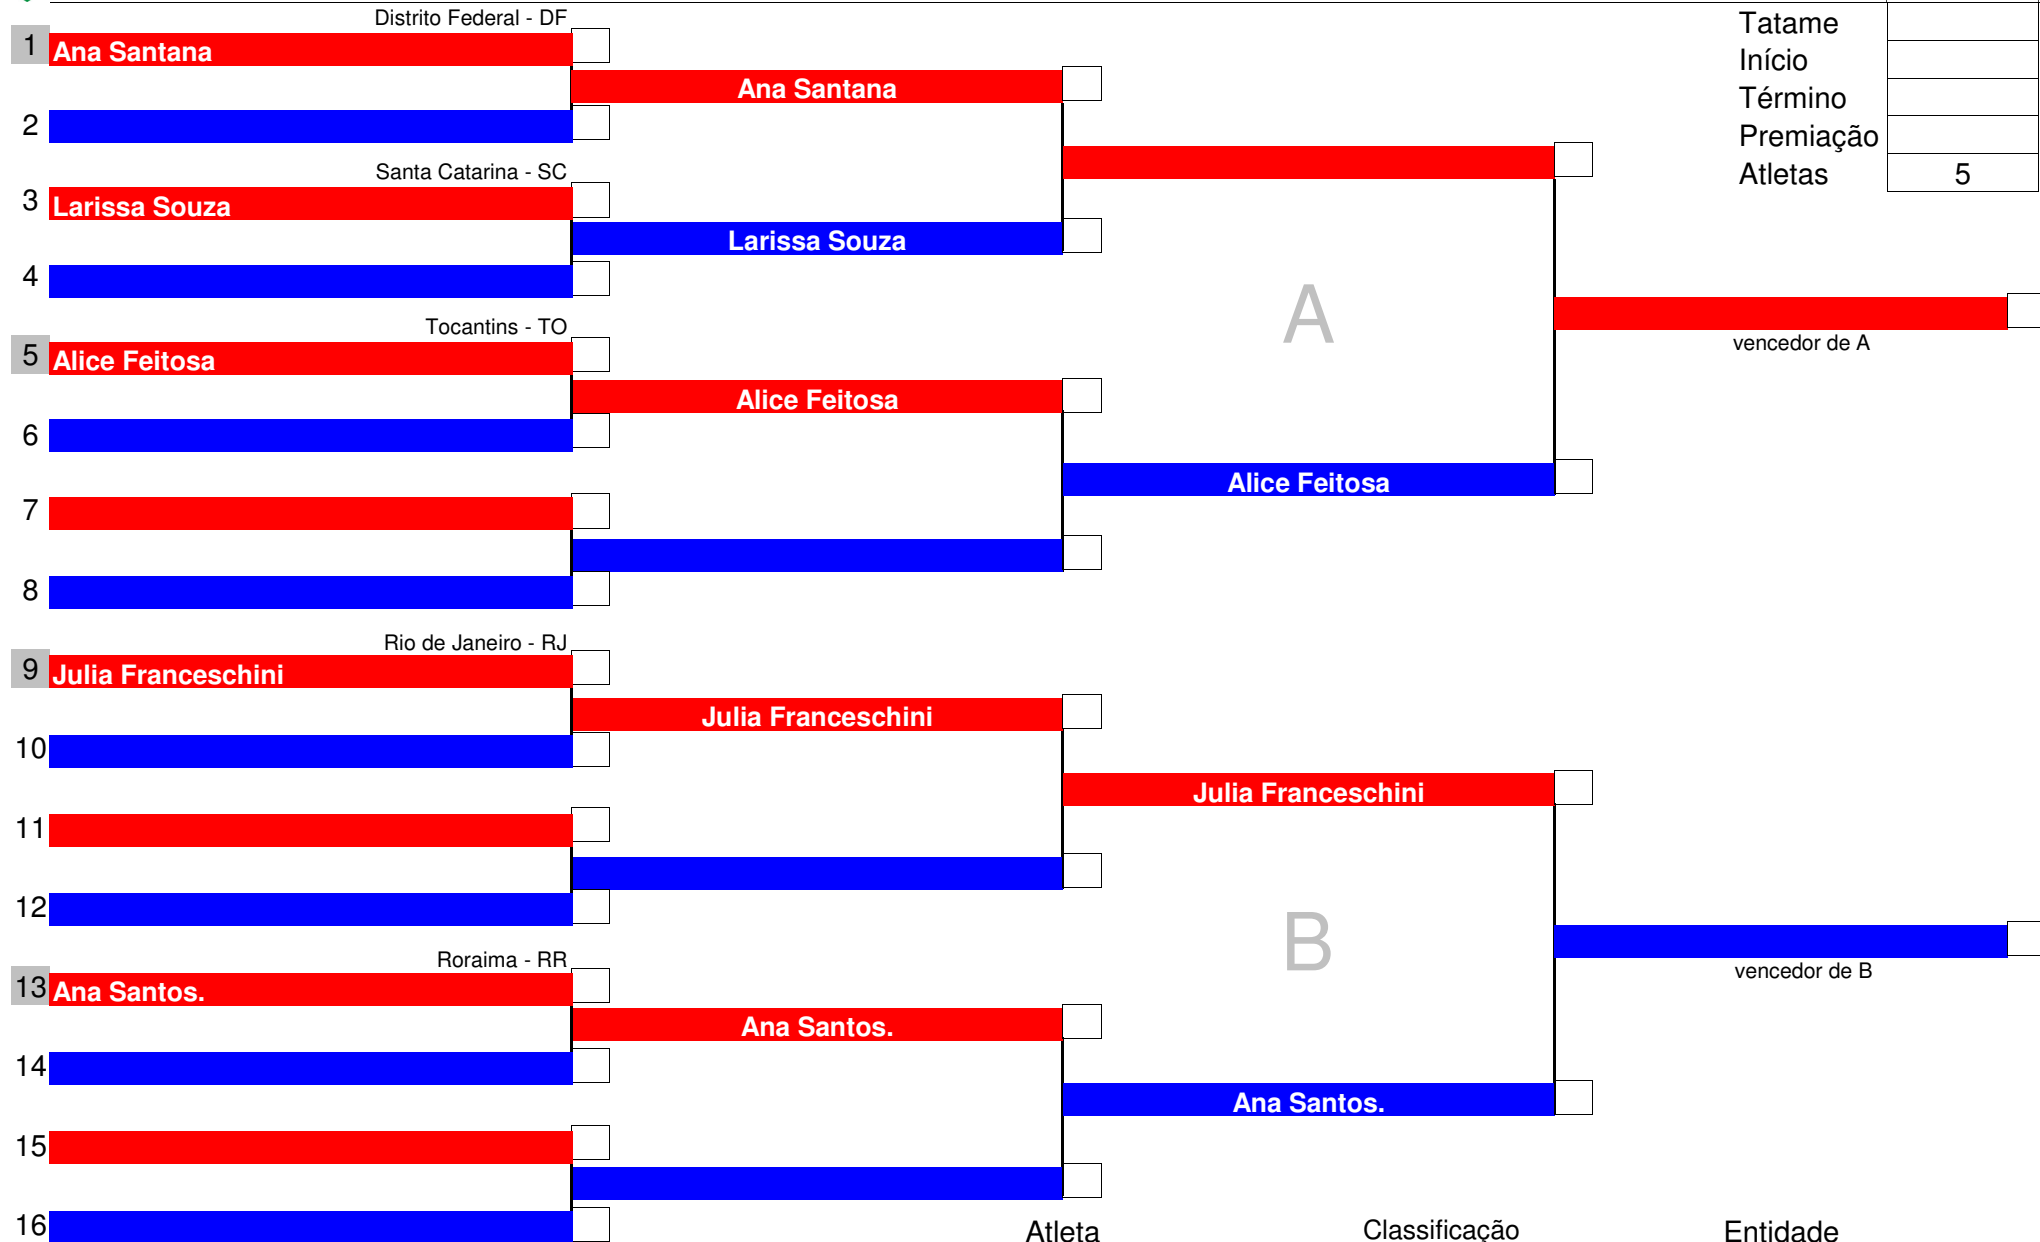 Distrito Federal - DF
Tatame
1 Ana Santana
Início
Ana Santana
Término
2
Premiação
Santa Catarina - SC
Atletas 5
3 Larissa Souza
Larissa Souza
4
A
Tocantins - TO
vencedor de A
5 Alice Feitosa
Alice Feitosa
6
Alice Feitosa
7
8
Rio de Janeiro - RJ
9 Julia Franceschini
Julia Franceschini
10
Julia Franceschini
11
12
B
Roraima - RR
vencedor de B
13 Ana Santos.
Ana Santos.
14
Ana Santos.
15
16
Atleta Classificação Entidade